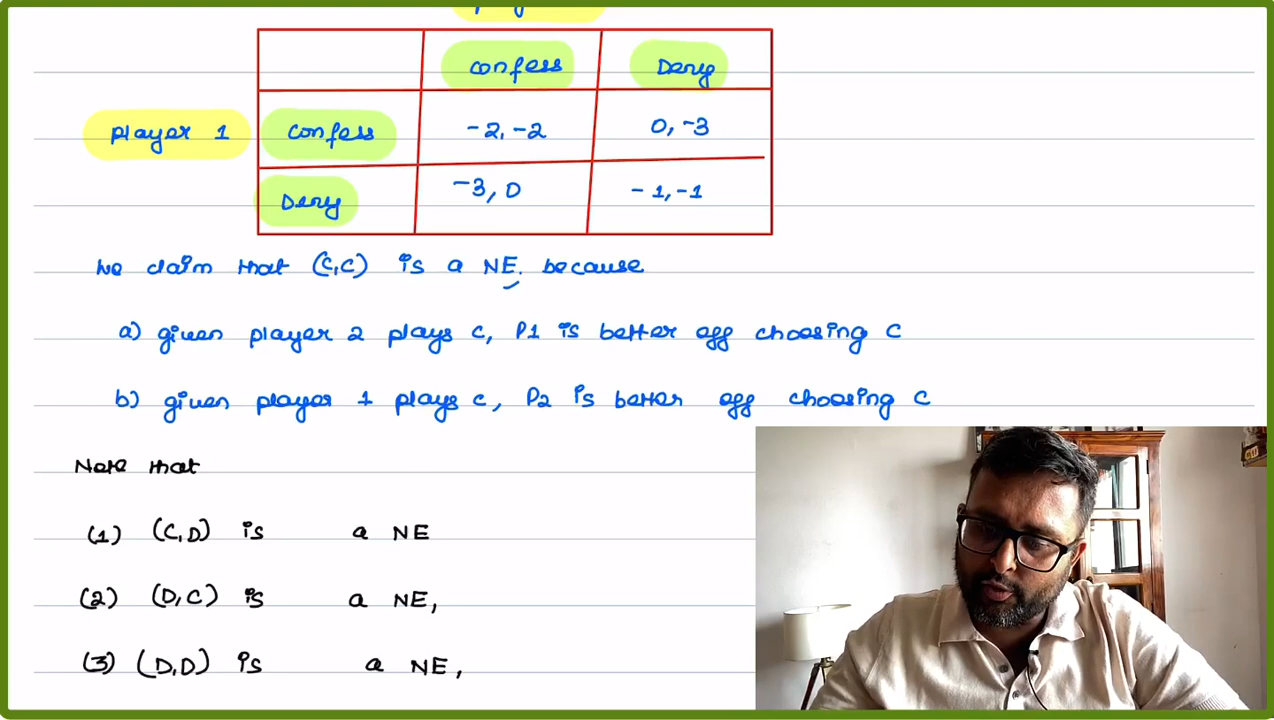 Confess Deny
Player 1 Confess -2, -2 0, -3
Deny -3, 0 -1, -1
We claim that (C,C) is a NE. because
a) given player 2 plays C, P1 is better off choosing C
b) given player 1 plays C, P2 is better off choosing C
Note that
(1) (C,D) is a NE
(2) (D,C) is a NE,
(3) (D,D) is a NE,